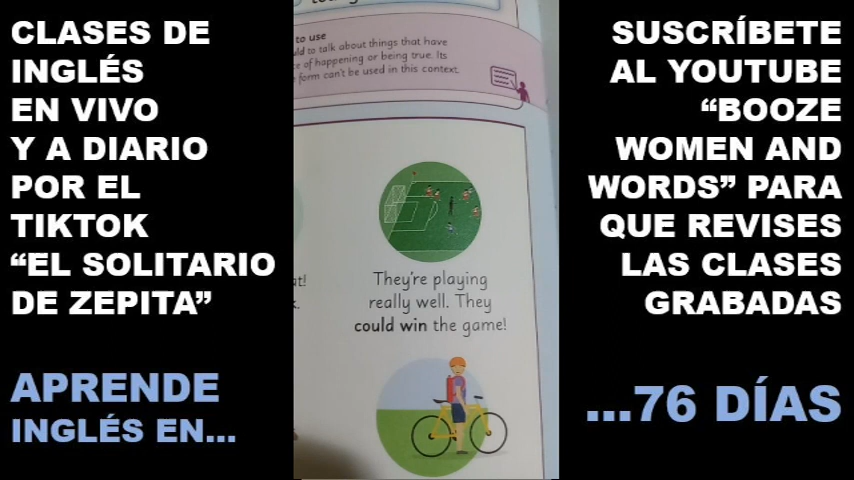 CLASES DE
INGLÉS
EN VIVO
Y A DIARIO
POR EL
TIKTOK
“EL SOLITARIO
DE ZEPITA”
APRENDE
INGLÉS EN...
to use
to talk about things that have
of happening or being true. Its
form can't be used in this context.
They're playing
really well. They
could win the game!
SUSCRÍBETE
AL YOUTUBE
“BOOZE
WOMEN AND
WORDS” PARA
QUE REVISES
LAS CLASES
GRABADAS
...76 DÍAS